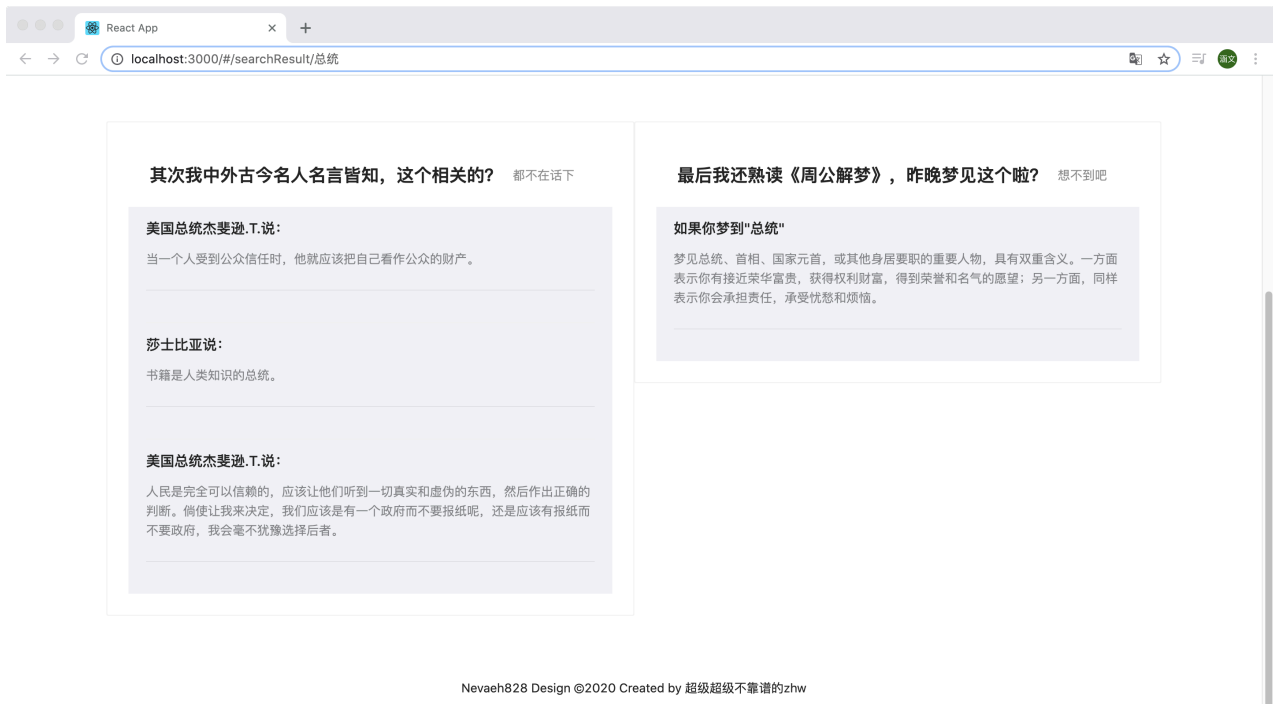 React App
localhost:3000/#/searchResult/总统
涵文
其次我中外古今名人名言皆知，这个相关的？ 都不在话下
美国总统杰斐逊.T.说：
当一个人受到公众信任时，他就应该把自己看作公众的财产。
莎士比亚说：
书籍是人类知识的总统。
美国总统杰斐逊.T.说：
人民是完全可以信赖的，应该让他们听到一切真实和虚伪的东西，然后作出正确的
判断。倘使让我来决定，我们应该是有一个政府而不要报纸呢，还是应该有报纸而
不要政府，我会毫不犹豫选择后者。
最后我还熟读《周公解梦》，昨晚梦见这个啦？ 想不到吧
如果你梦到"总统"
梦见总统、首相、国家元首，或其他身居要职的重要人物，具有双重含义。一方面
表示你有接近荣华富贵，获得权利财富，得到荣誉和名气的愿望；另一方面，同样
表示你会承担责任，承受忧愁和烦恼。
Nevaeh828 Design ©2020 Created by 超级超级不靠谱的zhw